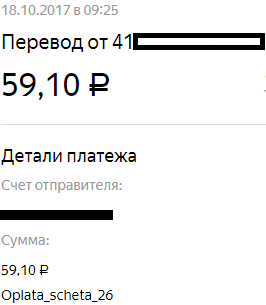 18.10.2017 в 09:25
Перевод от 41
59,10 ₽
Детали платежа
Счет отправителя:
Сумма:
59,10 ₽
Oplata_scheta_26